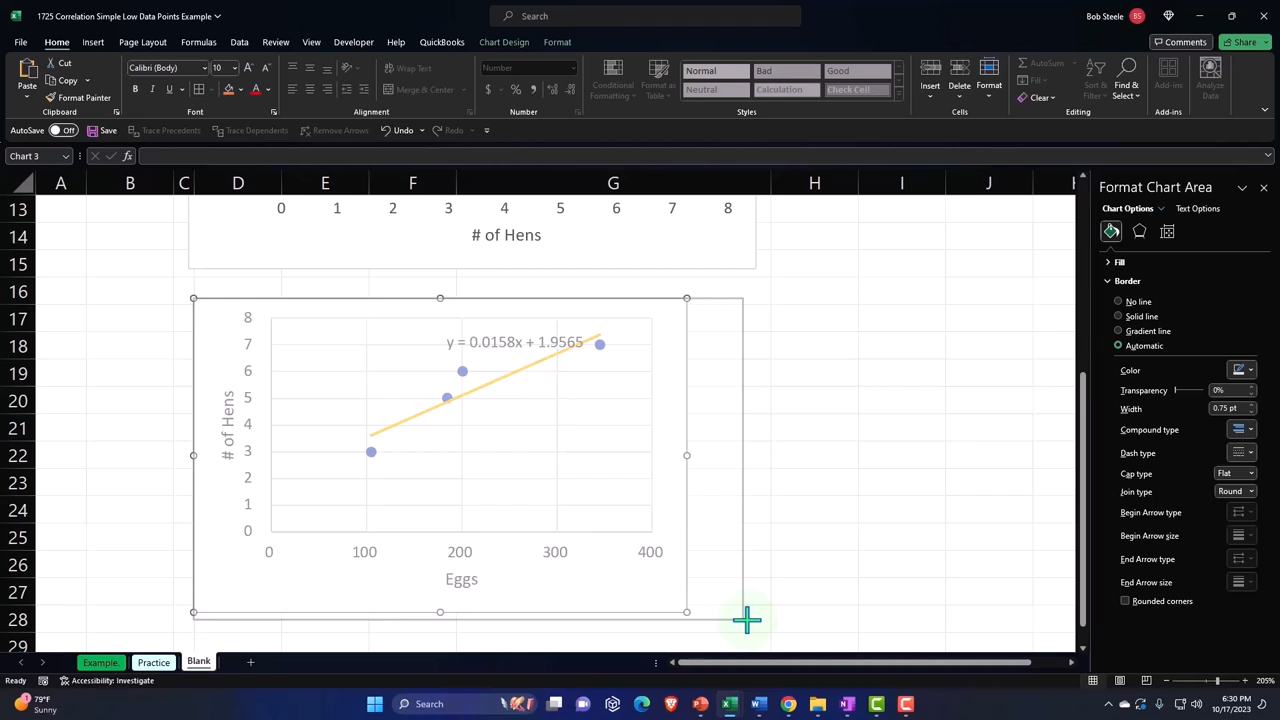 1725 Correlation Simple Low Data Points Example
Search
Bob Steele BS
File Home Insert Page Layout Formulas Data Review View Developer Help QuickBooks Chart Design Format
Comments Share
Paste
Cut
Copy
Format Painter
Clipboard
Calibri (Body) 10
B I U
Font
Wrap Text
Merge & Center
Alignment
Number
$ % ,
Number
Conditional Formatting
Format as Table
Normal Bad Good
Neutral Calculation Check Cell
Styles
Insert Delete Format
Cells
AutoSum
Fill
Clear
Sort & Filter
Find & Select
Editing
Add-ins
Add-ins
Analyze Data
AutoSave Off Save Trace Precedents Trace Dependents Remove Arrows Undo Redo
Chart 3 fx
A B C D E F G H I J
13
14
15
16
17
18
19
20
21
22
23
24
25
26
27
28
29
0 1 2 3 4 5 6 7 8
# of Hens
8
7
6
5
4
3
2
1
0
# of Hens
y = 0.0158x + 1.9565
0 100 200 300 400
Eggs
Format Chart Area
Chart Options Text Options
Fill
Border
No line
Solid line
Gradient line
Automatic
Color
Transparency 0%
Width 0.75 pt
Compound type
Dash type
Cap type Flat
Join type Round
Begin Arrow type
Begin Arrow size
End Arrow type
End Arrow size
Rounded corners
Example. Practice Blank
Ready Accessibility: Investigate
205%
79°F
Sunny
Search
6:30 PM
10/17/2023